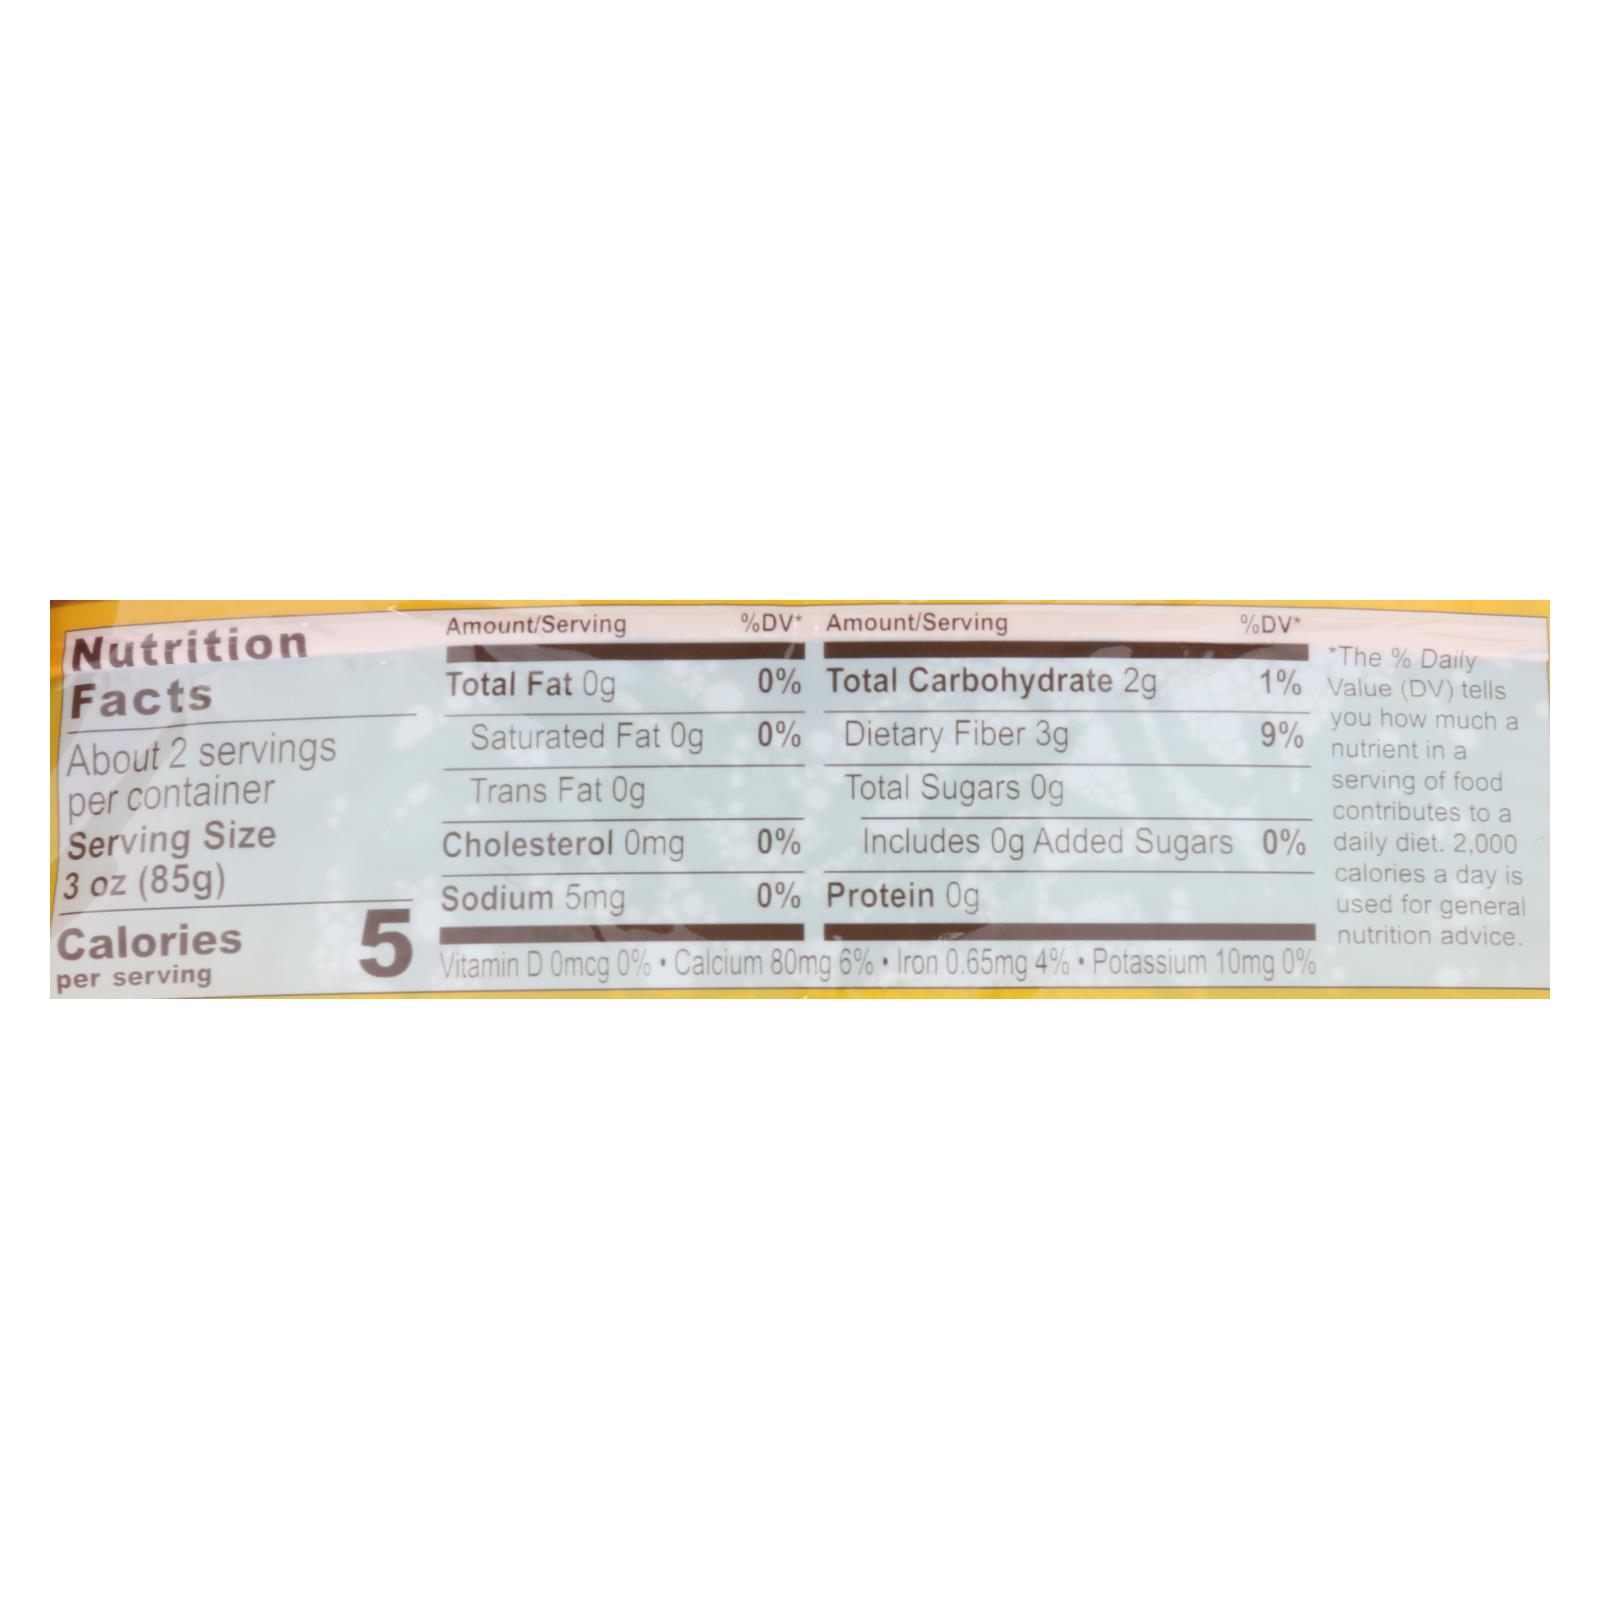 Nutrition
Facts
About 2 servings
per container
Serving Size
3 oz (85g)
Calories 5
per serving
Amount/Serving %DV*
Total Fat 0g 0%
Saturated Fat 0g 0%
Trans Fat 0g
Cholesterol 0mg 0%
Sodium 5mg 0%
Amount/Serving %DV*
Total Carbohydrate 2g 1%
Dietary Fiber 3g 9%
Total Sugars 0g
Includes 0g Added Sugars 0%
Protein 0g
Vitamin D 0mcg 0% • Calcium 80mg 6% • Iron 0.65mg 4% • Potassium 10mg 0%
*The % Daily
Value (DV) tells
you how much a
nutrient in a
serving of food
contributes to a
daily diet. 2,000
calories a day is
used for general
nutrition advice.